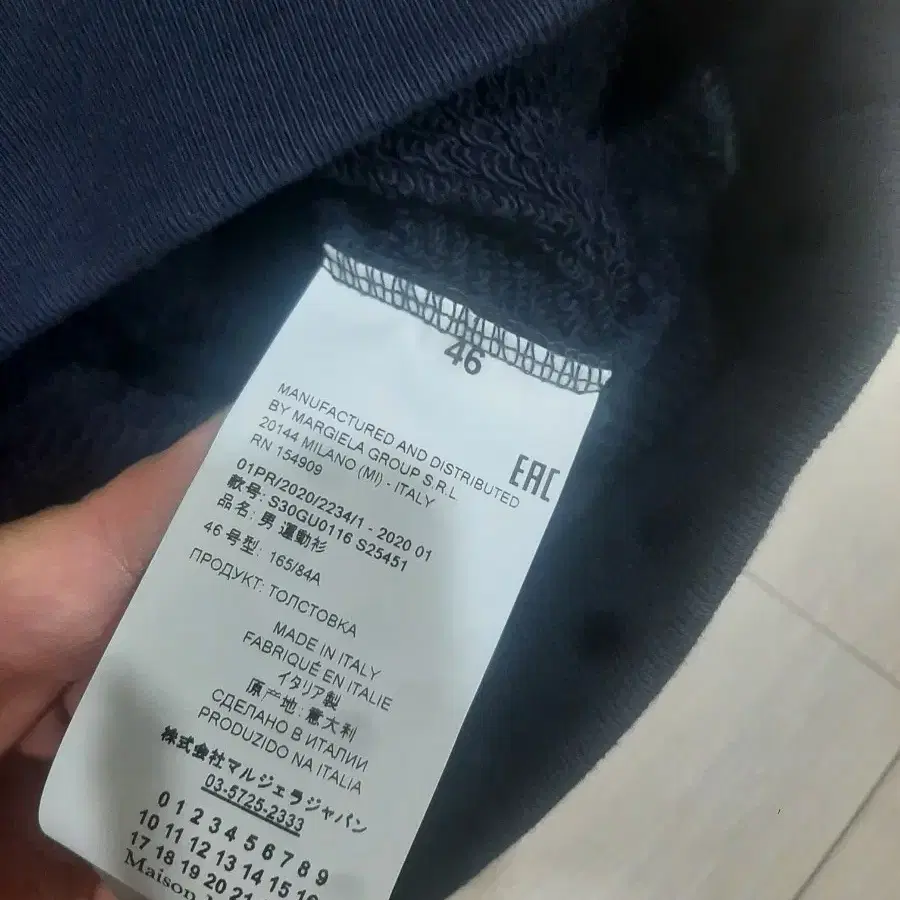 46
MANUFACTURED AND DISTRIBUTED
BY MARGIELA GROUP S.R.L
20144 MILANO (MI) - ITALY
RN 154909
EAC
01PR/2020/2234/1 - 2020 01
款号: S30GU0116 S25451
品名: 男 運動衫
46 号型: 165/84A
ПРОДУКТ: ТОЛСТОВКА
MADE IN ITALY
FABRIQUÉ EN ITALIE
イタリア製
原产地: 意大利
СДЕЛАНО В ИТАЛИИ
PRODUZIDO NA ITALIA
株式会社マルジェラジャパン
03-5725-2333
0 1 2 3 4 5 6 7 8 9
10 11 12 13 14 15 16
17 18 19 20 21
Maison